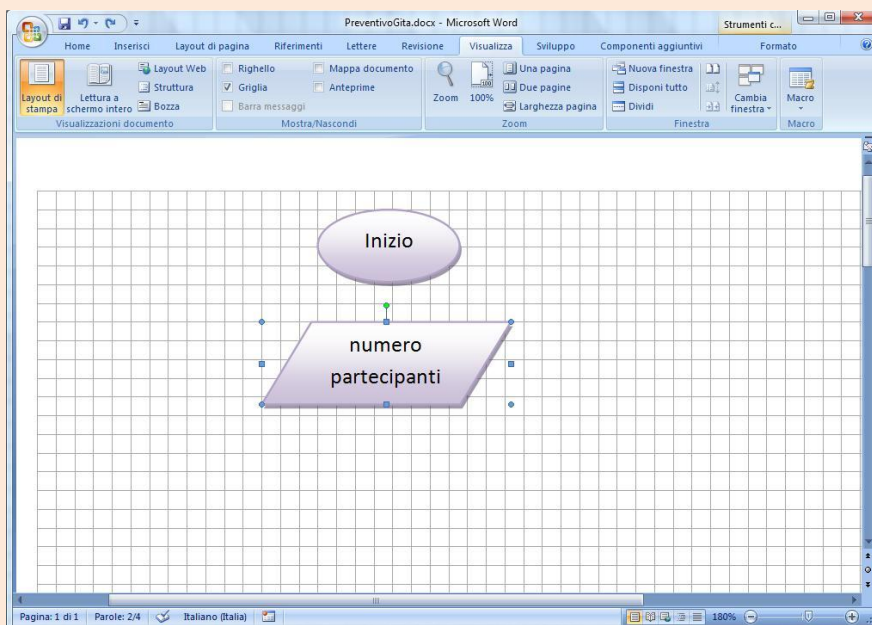 PreventivoGita.docx - Microsoft Word
Strumenti c...
Home Inserisci Layout di pagina Riferimenti Lettere Revisione Visualizza Sviluppo Componenti aggiuntivi Formato
Layout di stampa
Lettura a schermo intero
Layout Web
Struttura
Bozza
Visualizzazioni documento
Righello
Griglia
Barra messaggi
Mappa documento
Anteprime
Mostra/Nascondi
Zoom
100%
Una pagina
Due pagine
Larghezza pagina
Zoom
Nuova finestra
Disponi tutto
Dividi
Cambia finestra
Finestra
Macro
Macro
Inizio
numero
partecipanti
Pagina: 1 di 1 Parole: 2/4 Italiano (Italia) 180%